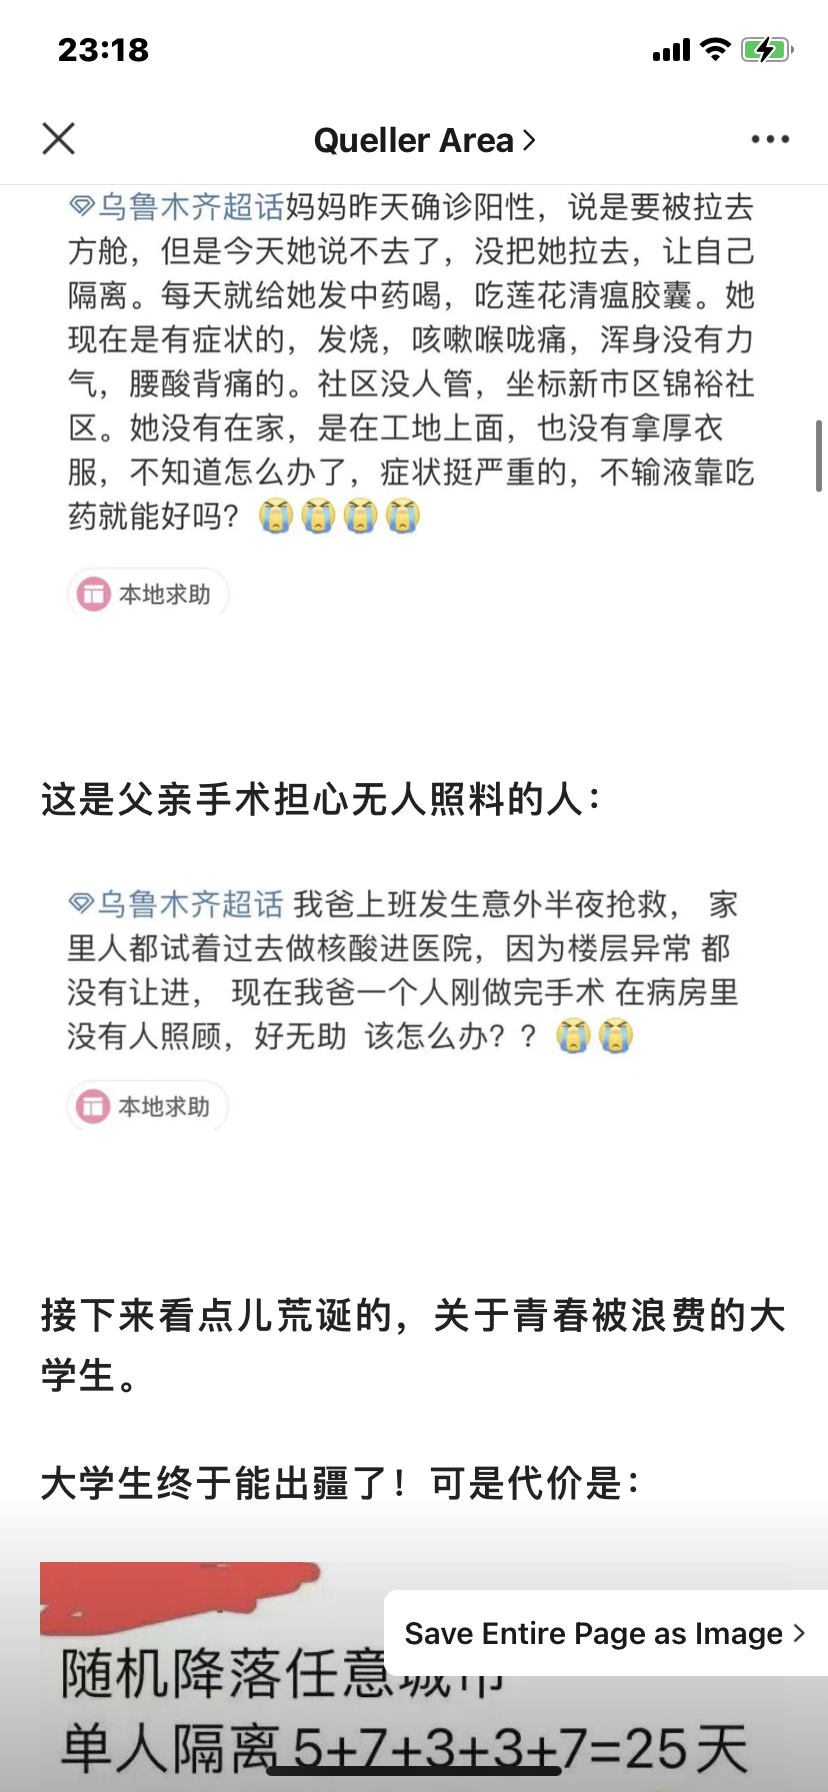 23:18
Queller Area
乌鲁木齐超话妈妈昨天确诊阳性，说是要被拉去
方舱，但是今天她说不去了，没把她拉去，让自己
隔离。每天就给她发中药喝，吃莲花清瘟胶囊。她
现在是有症状的，发烧，咳嗽喉咙痛，浑身没有力
气，腰酸背痛的。社区没人管，坐标新市区锦裕社
区。她没有在家，是在工地上面，也没有拿厚衣
服，不知道怎么办了，症状挺严重的，不输液靠吃
药就能好吗？😭😭😭😭
本地求助
这是父亲手术担心无人照料的人：
乌鲁木齐超话 我爸上班发生意外半夜抢救， 家
里人都试着过去做核酸进医院，因为楼层异常 都
没有让进， 现在我爸一个人刚做完手术 在病房里
没有人照顾，好无助 该怎么办？？😭😭
本地求助
接下来看点儿荒诞的，关于青春被浪费的大
学生。
大学生终于能出疆了！可是代价是：
Save Entire Page as Image
随机降落任意城市
单人隔离 5+7+3+3+7=25天